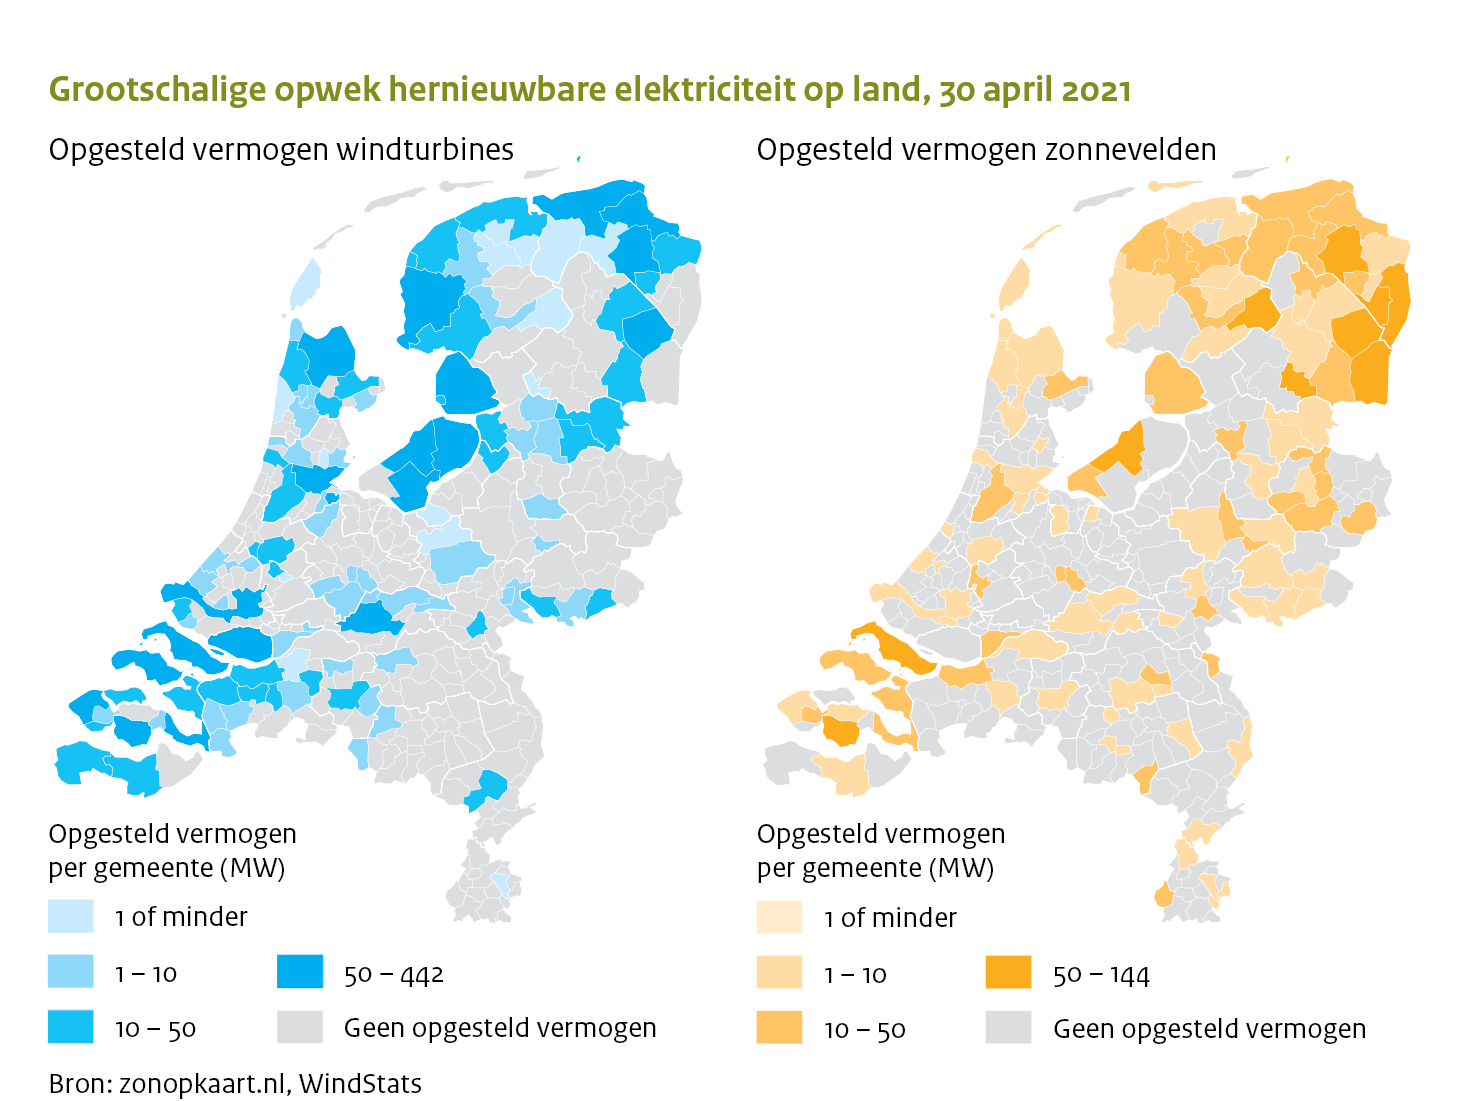 Grootschalige opwek hernieuwbare elektriciteit op land, 30 april 2021
Opgesteld vermogen windturbines
Opgesteld vermogen zonnevelden
Opgesteld vermogen
per gemeente (MW)
1 of minder
1 – 10
50 – 442
10 – 50
Geen opgesteld vermogen
Opgesteld vermogen
per gemeente (MW)
1 of minder
1 – 10
50 – 144
10 – 50
Geen opgesteld vermogen
Bron: zonopkaart.nl, WindStats